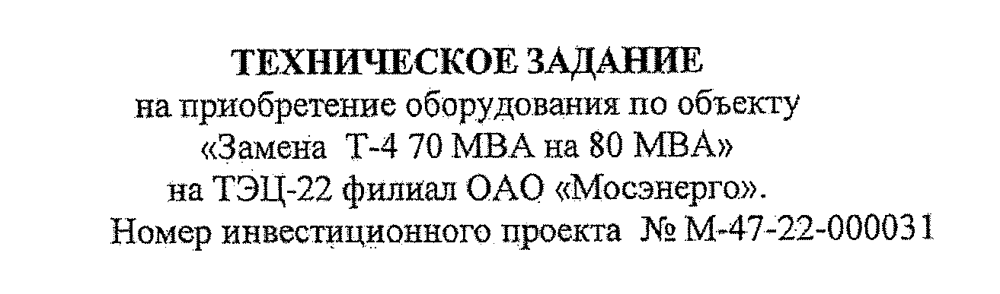 ТЕХНИЧЕСКОЕ ЗАДАНИЕ
на приобретение оборудования по объекту
«Замена Т-4 70 МВА на 80 МВА»
на ТЭЦ-22 филиал ОАО «Мосэнерго».
Номер инвестиционного проекта № М-47-22-000031